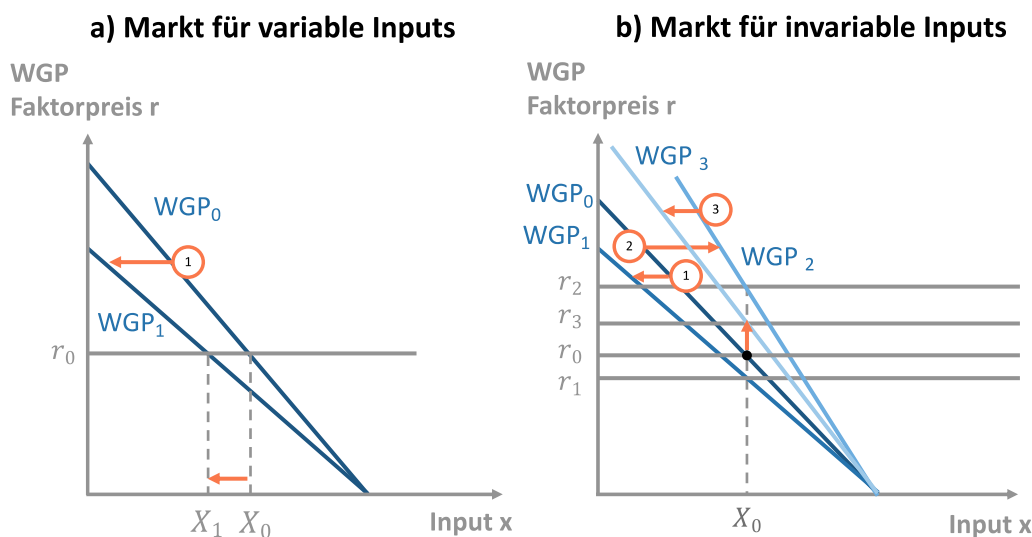 a) Markt für variable Inputs
WGP
Faktorpreis r
WGP₀
1
WGP₁
r₀
X₁ X₀
Input x
b) Markt für invariable Inputs
WGP
Faktorpreis r
WGP ₃
WGP₀
3
WGP₁
2
WGP ₂
1
r₂
r₃
r₀
r₁
X₀
Input x